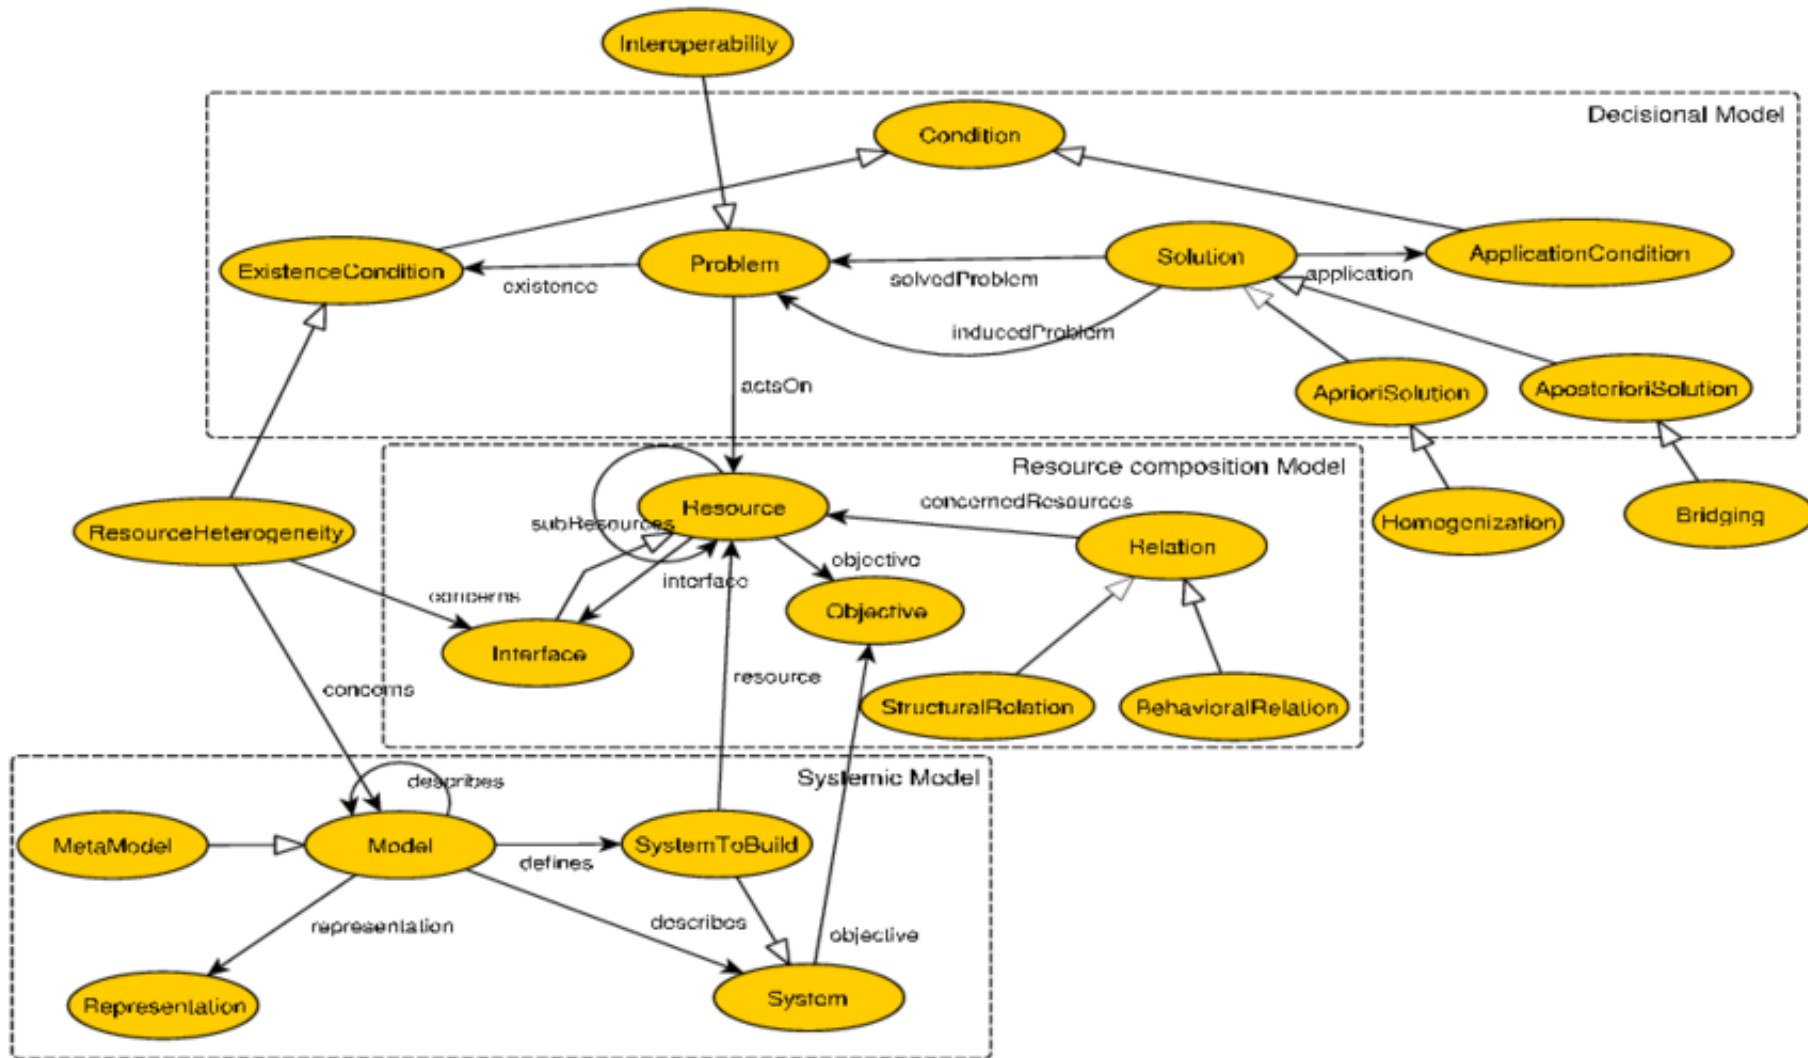 Interoperability
Decisional Model
Condition
ExistenceCondition
Problem
Solution
ApplicationCondition
existence
solvedProblem
application
inducedProblem
actsOn
AprioriSolution
AposterioriSolution
Resource composition Model
Resource
concernedResources
subResources
Relation
Homogenization
Bridging
ResourceHeterogeneity
interface
objective
concerns
Objective
Interface
resource
concerns
StructuralRelation
BehavioralRelation
describes
Systemic Model
MetaModel
Model
SystemToBuild
defines
representation
describes
objective
Representation
System